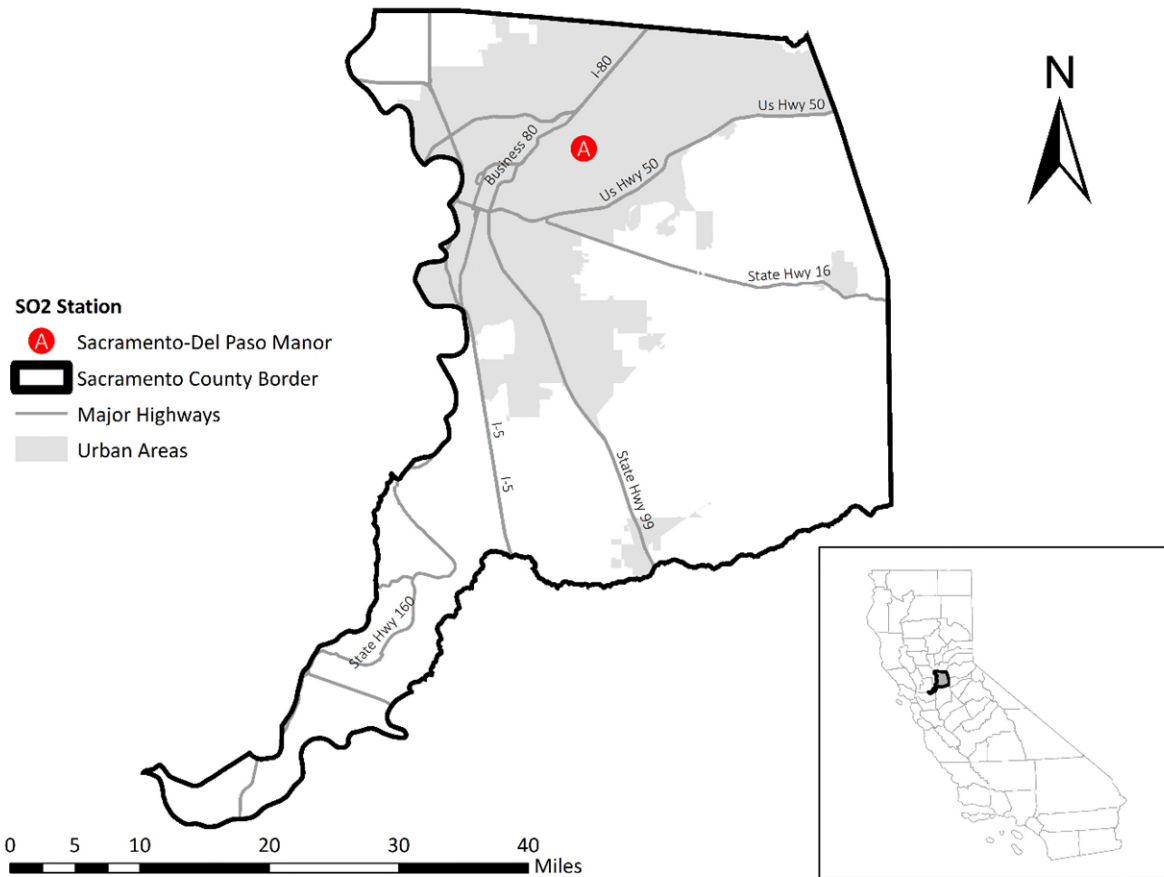 N
I-80
Us Hwy 50
Business 80
A
Us Hwy 50
State Hwy 16
SO2 Station
A Sacramento-Del Paso Manor
Sacramento County Border
Major Highways
Urban Areas
I-5
I-5
State Hwy 99
State Hwy 160
0 5 10 20 30 40
Miles